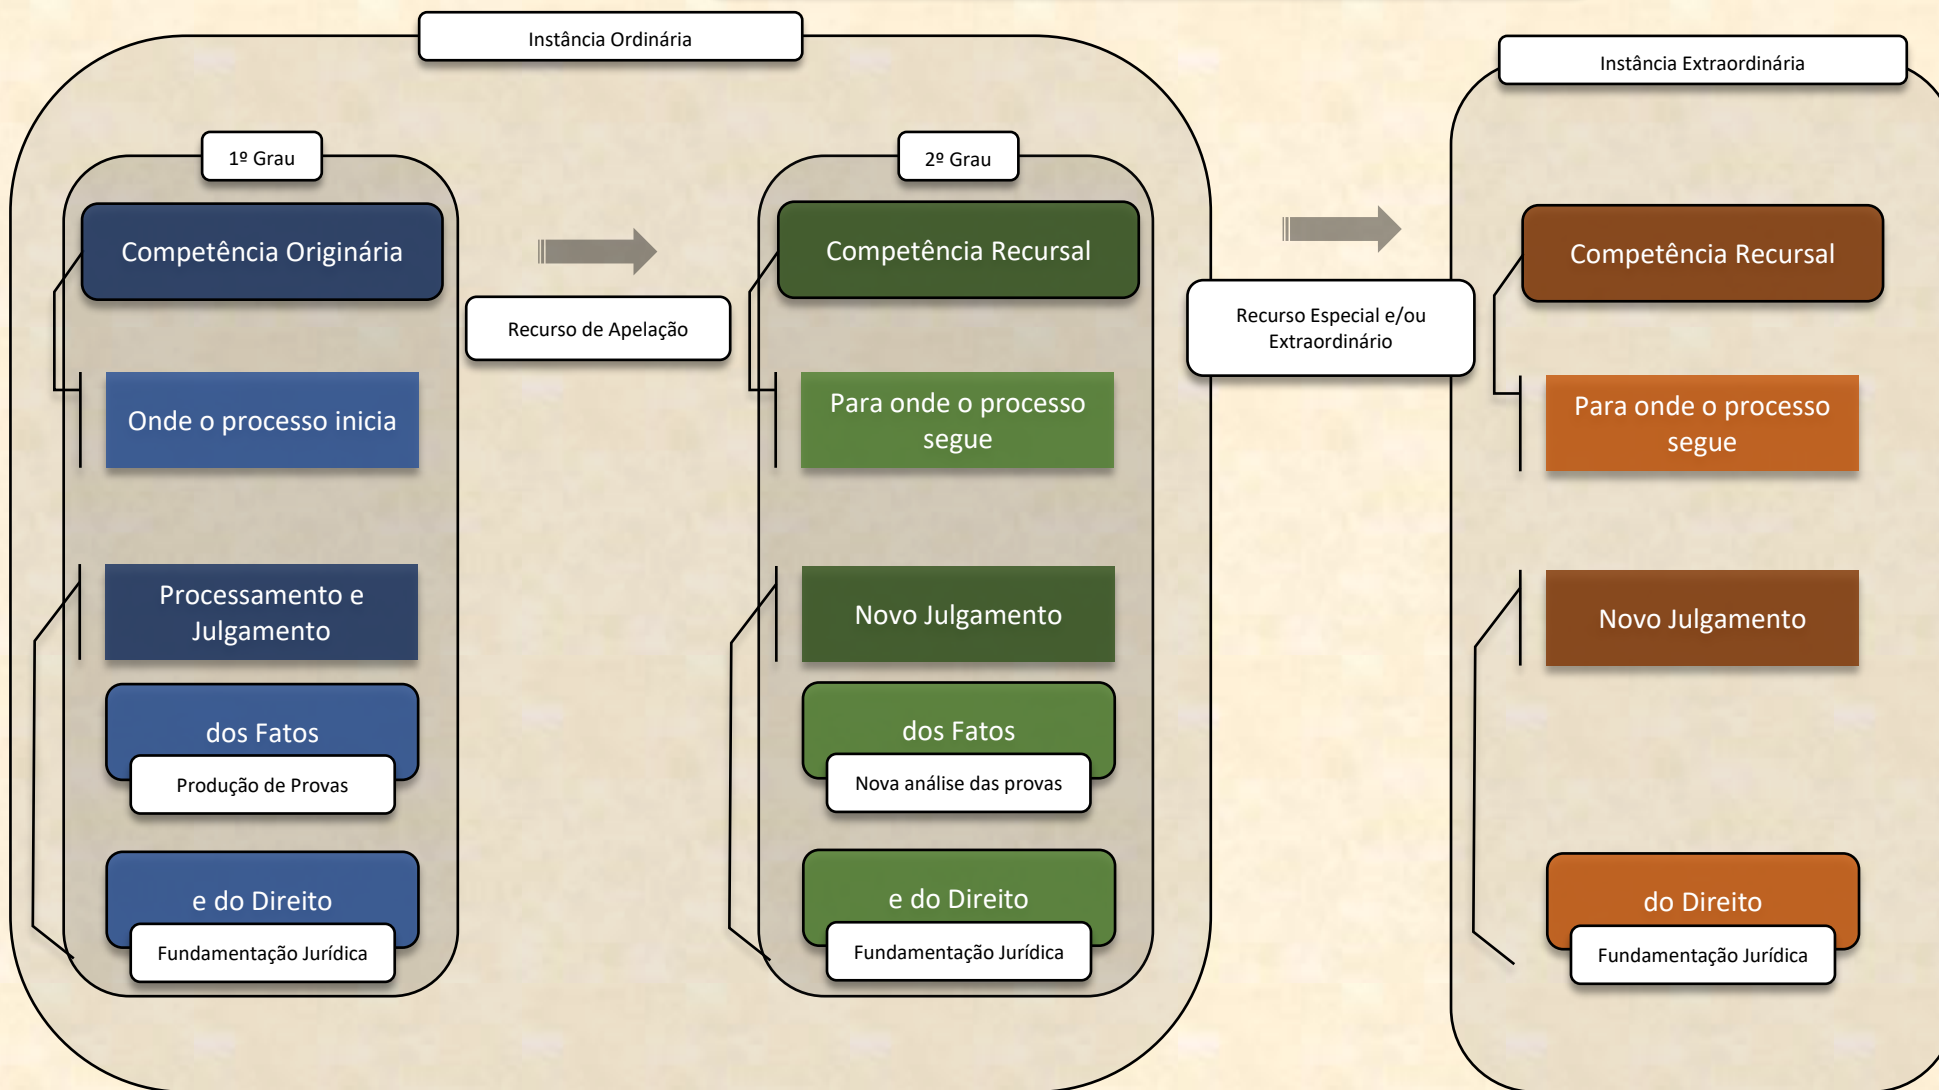 Instância Ordinária
Instância Extraordinária
1º Grau
2º Grau
Competência Originária
Competência Recursal
Competência Recursal
Recurso de Apelação
Recurso Especial e/ou
Extraordinário
Onde o processo inicia
Para onde o processo
segue
Para onde o processo
segue
Processamento e
Julgamento
Novo Julgamento
Novo Julgamento
dos Fatos
Produção de Provas
dos Fatos
Nova análise das provas
e do Direito
Fundamentação Jurídica
e do Direito
Fundamentação Jurídica
do Direito
Fundamentação Jurídica